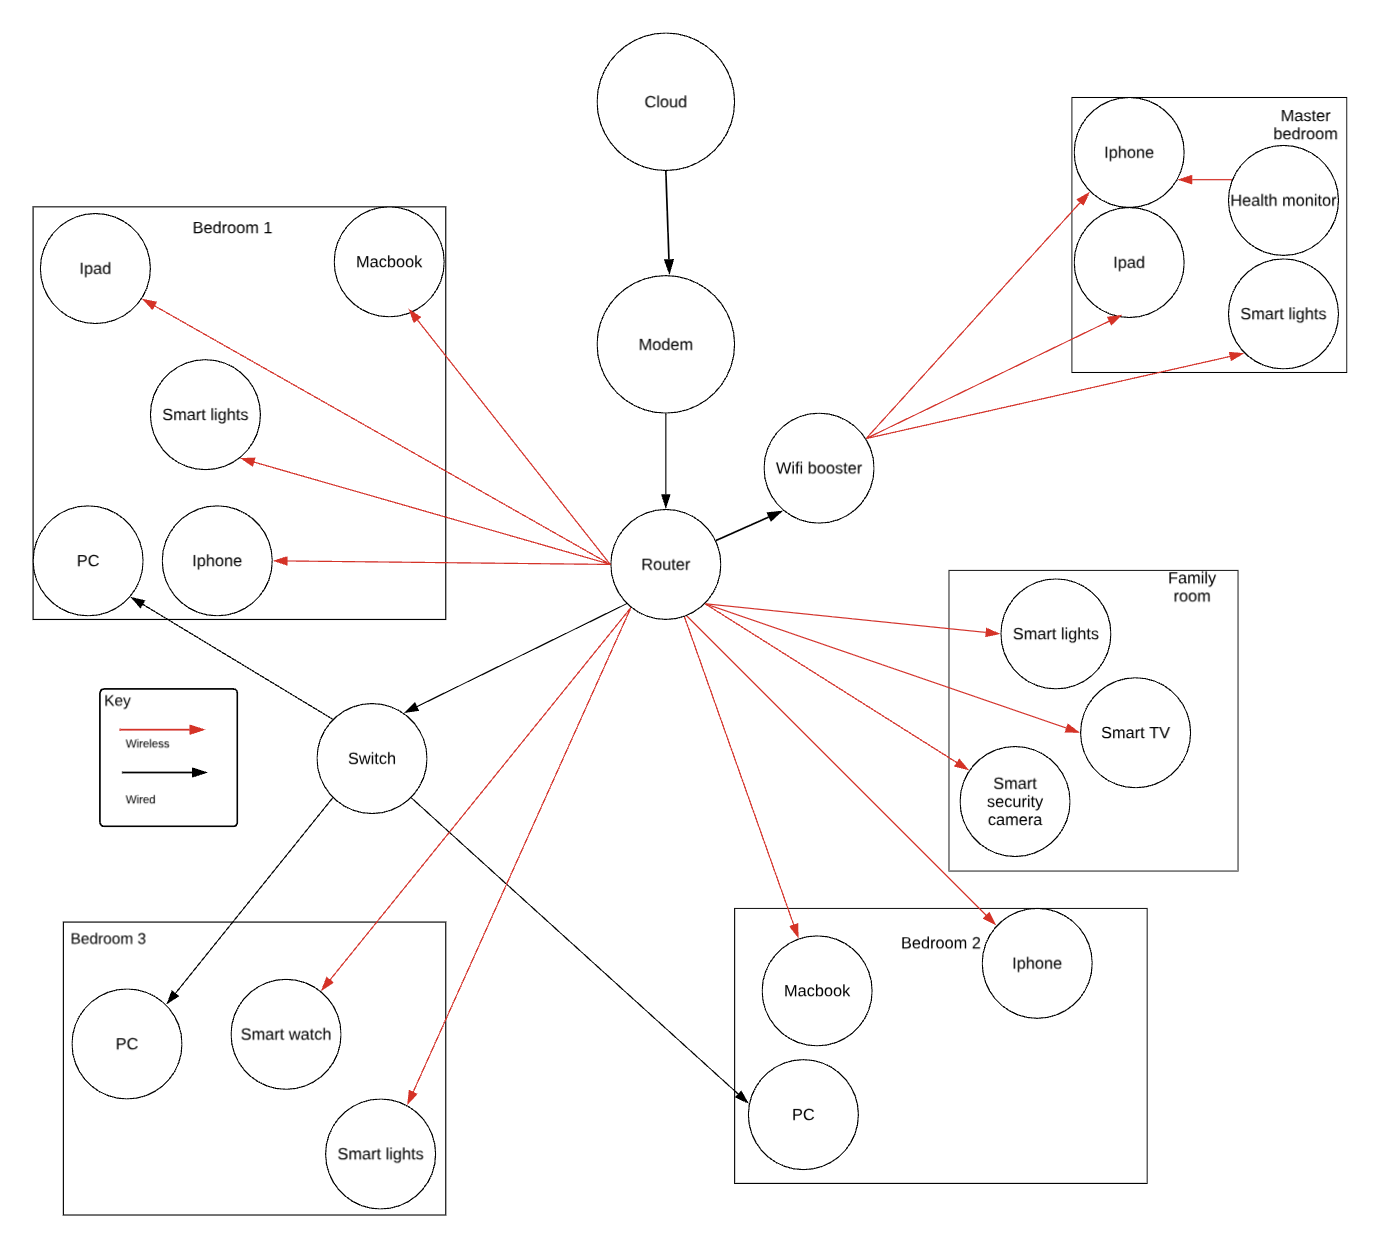 Cloud
Master
bedroom
Iphone
Health monitor
Bedroom 1
Ipad
Macbook
Ipad
Smart lights
Modem
Smart lights
Wifi booster
PC
Iphone
Router
Family
room
Smart lights
Key
Wireless
Wired
Switch
Smart TV
Smart
security
camera
Bedroom 3
Bedroom 2
Iphone
Macbook
PC
Smart watch
PC
Smart lights